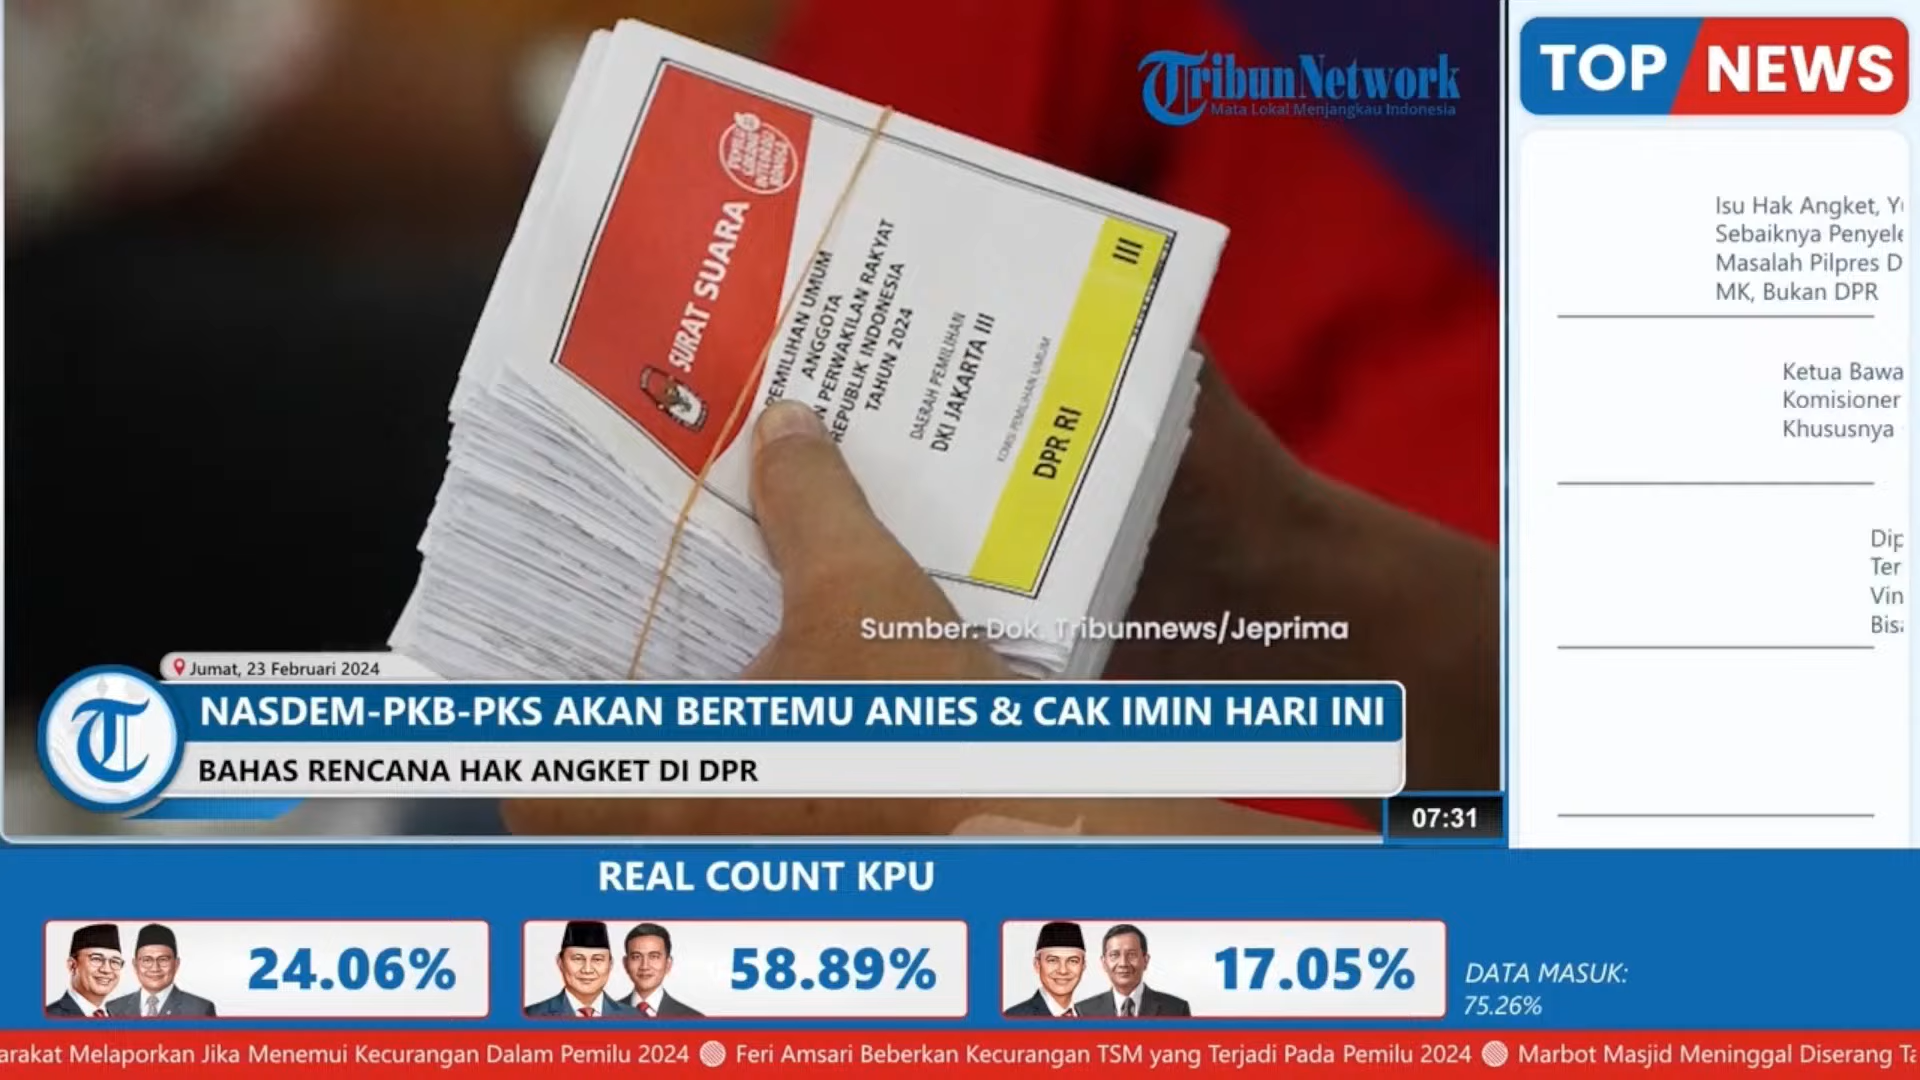 TribunNetwork
Mata Lokal Menjangkau Indonesia
TOP NEWS
SURAT SUARA
PEMILIHAN UMUM
ANGGOTA
PERWAKILAN RAKYAT
REPUBLIK INDONESIA
TAHUN 2024
DAERAH PEMILIHAN
DKI JAKARTA III
KOMISI PEMILIHAN UMUM
DPR RI
III
Sumber: Dok. Tribunnews/Jeprima
Jumat, 23 Februari 2024
NASDEM-PKB-PKS AKAN BERTEMU ANIES & CAK IMIN HARI INI
BAHAS RENCANA HAK ANGKET DI DPR
07:31
Isu Hak Angket,
Sebaiknya
Masalah Pilpres
MK, Bukan DPR
Ketua
Komisioner
Khususnya
REAL COUNT KPU
24.06%
58.89%
17.05%
DATA MASUK:
75.26%
arakat Melaporkan Jika Menemui Kecurangan Dalam Pemilu 2024
Feri Amsari Beberkan Kecurangan TSM yang Terjadi Pada Pemilu 2024
Marbot Masjid Meninggal Diserang